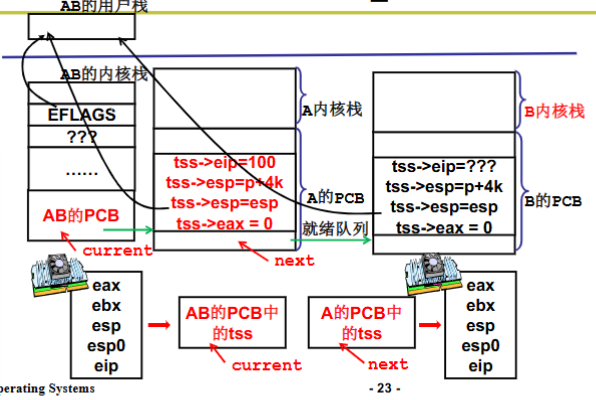 AB的用户栈
AB的内核栈
EFLAGS
???
……
AB的PCB
current
A内核栈
tss->eip=100
tss->esp=p+4k
tss->esp=esp
tss->eax = 0
A的PCB
就绪队列
next
B内核栈
tss->eip=???
tss->esp=p+4k
tss->esp=esp
tss->eax = 0
B的PCB
eax
ebx
esp
esp0
eip
AB的PCB中
的tss
current
A的PCB中
的tss
next
eax
ebx
esp
esp0
eip
perating Systems
- 23 -